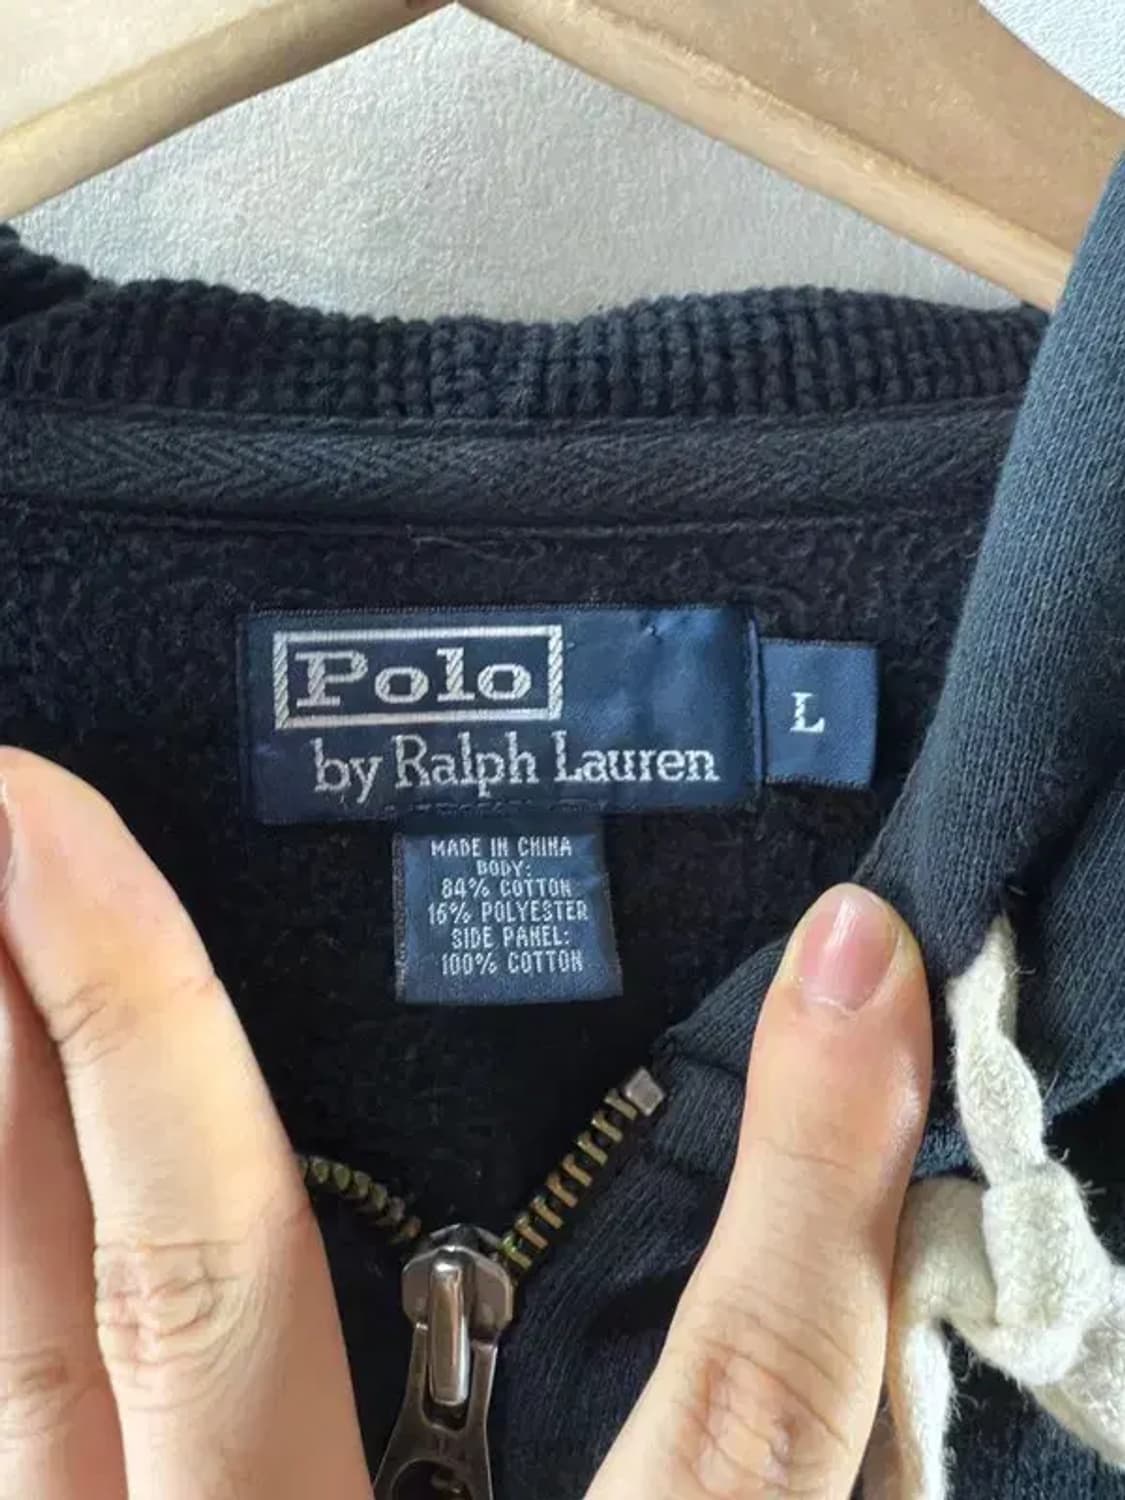 Polo
by Ralph Lauren
L
MADE IN CHINA
BODY:
84% COTTON
16% POLYESTER
SIDE PANEL:
100% COTTON